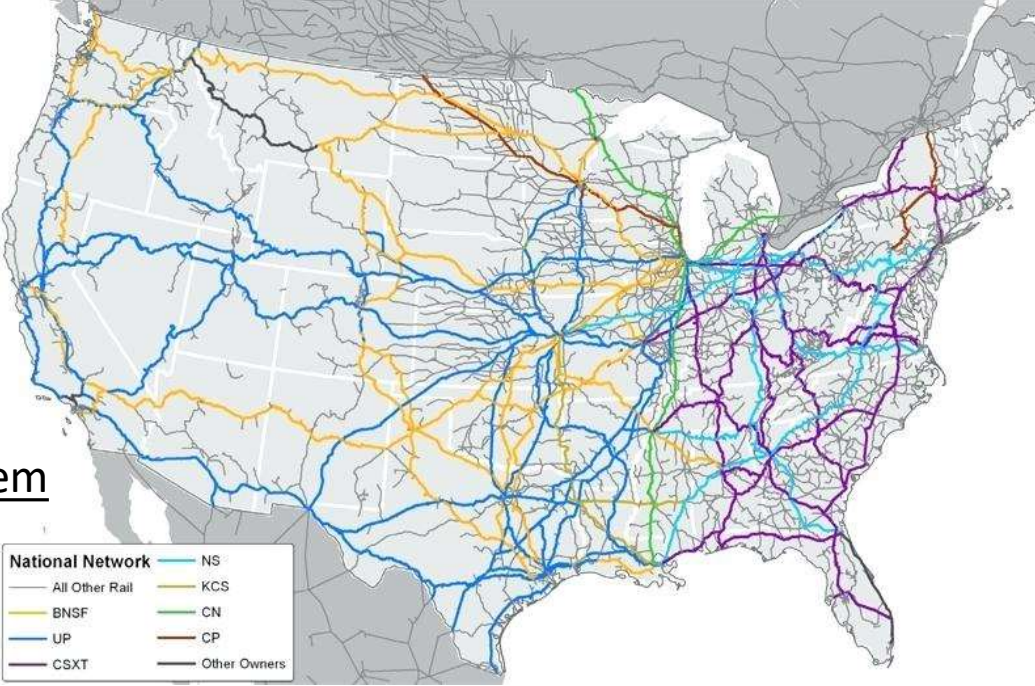 em
National Network
All Other Rail
BNSF
UP
CSXT
NS
KCS
CN
CP
Other Owners